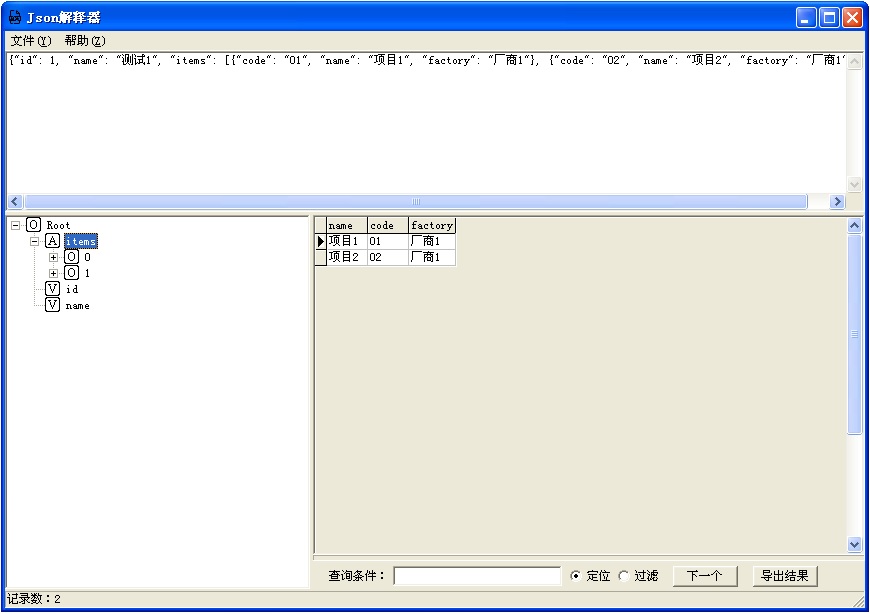 Json解释器
文件(Y) 帮助(Z)
{"id": 1, "name": "测试1", "items": [{"code": "01", "name": "项目1", "factory": "厂商1"}, {"code": "02", "name": "项目2", "factory": "厂商1"
O Root
A items
O 0
O 1
V id
V name
name code factory
项目1 01 厂商1
项目2 02 厂商1
查询条件： 定位 过滤 下一个 导出结果
记录数：2